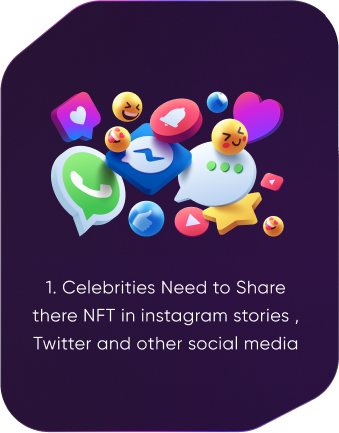 1. Celebrities Need to Share
there NFT in instagram stories ,
Twitter and other social media